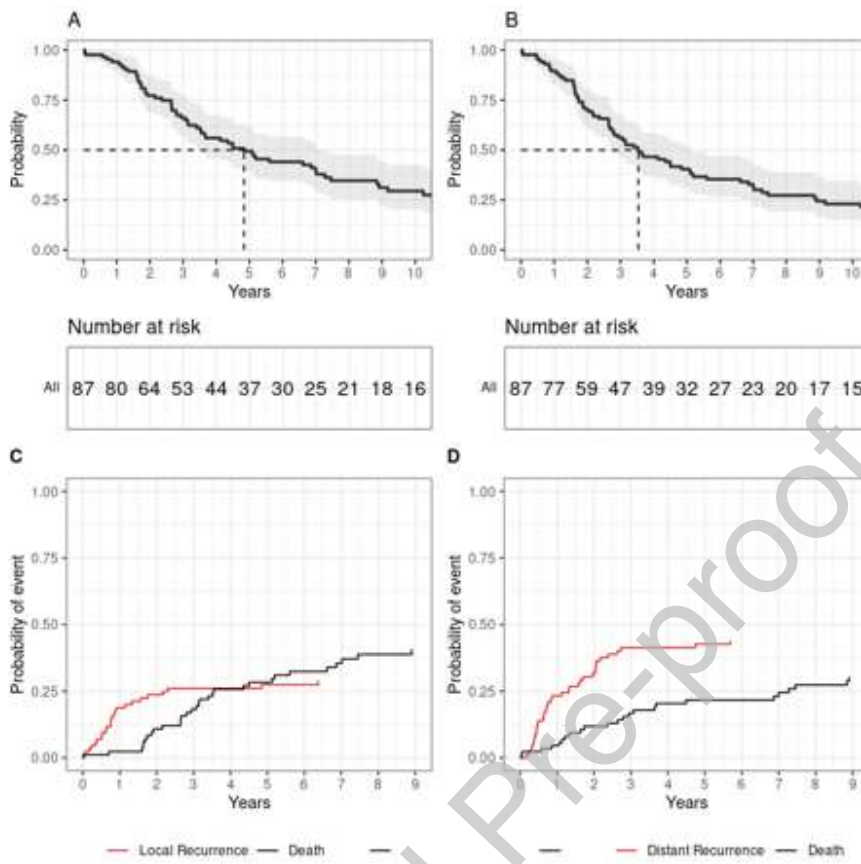 A
Probability
1.00
0.75
0.50
0.25
0.00
0 1 2 3 4 5 6 7 8 9 10
Years
Number at risk
All 87 80 64 53 44 37 30 25 21 18 16
B
Probability
1.00
0.75
0.50
0.25
0.00
0 1 2 3 4 5 6 7 8 9 10
Years
Number at risk
All 87 77 59 47 39 32 27 23 20 17 15
C
Probability of event
1.00
0.75
0.50
0.25
0.00
0 1 2 3 4 5 6 7 8 9
Years
Local Recurrence Death
D
Probability of event
1.00
0.75
0.50
0.25
0.00
0 1 2 3 4 5 6 7 8 9
Years
Distant Recurrence Death
Pre-proof